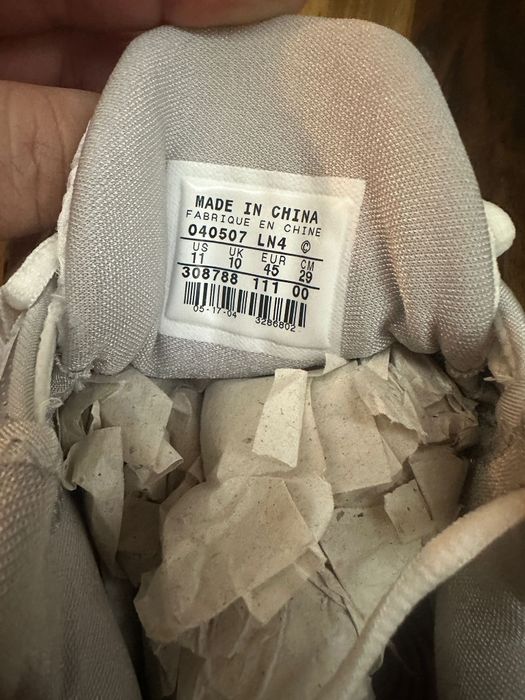 MADE IN CHINA
FABRIQUE EN CHINE
040507 LN4 ©
US UK EUR CM
11 10 45 29
308788 111 00
05-17-04 3286802